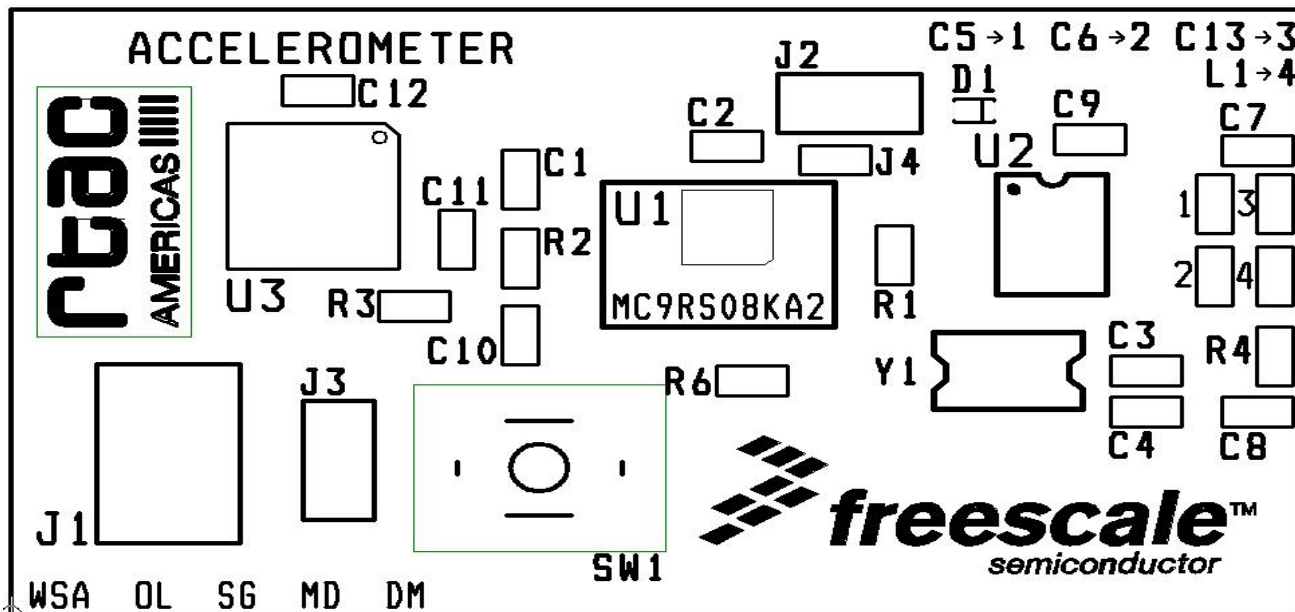 ACCELEROMETER
C5→1 C6→2 C13→3
L1→4
J2
D1
C12
C2
C9
C7
rtac
AMERICAS
C1
J4
U2
C11
U1
1
3
R2
U3
R3
MC9RS08KA2
R1
2
4
C10
C3
R4
J3
R6
Y1
C4
C8
J1
freescale™
semiconductor
SW1
WSA OL SG MD DM